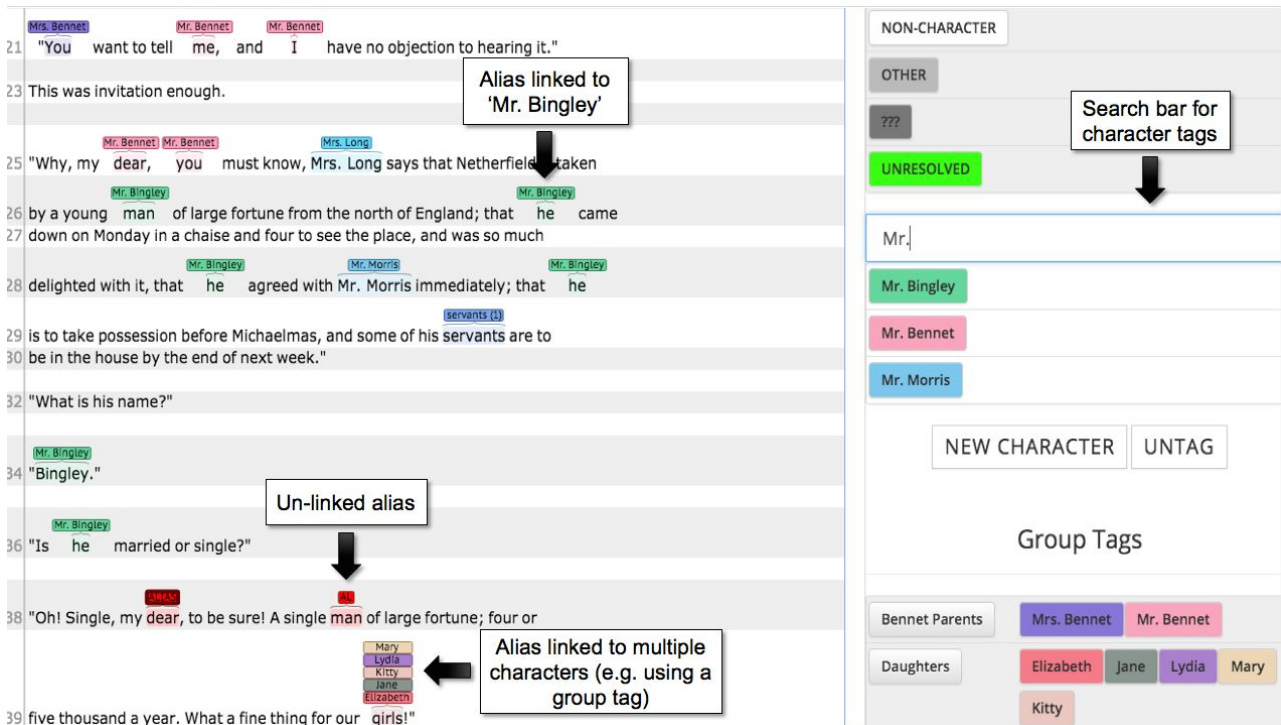 Mrs. Bennet Mr. Bennet Mr. Bennet
21 "You want to tell me, and I have no objection to hearing it."
Alias linked to
'Mr. Bingley'
23 This was invitation enough.
Mr. Bennet Mr. Bennet Mrs. Long
25 "Why, my dear, you must know, Mrs. Long says that Netherfield taken
Mr. Bingley Mr. Bingley
26 by a young man of large fortune from the north of England; that he came
27 down on Monday in a chaise and four to see the place, and was so much
Mr. Bingley Mr. Morris Mr. Bingley
28 delighted with it, that he agreed with Mr. Morris immediately; that he
servants (1)
29 is to take possession before Michaelmas, and some of his servants are to
30 be in the house by the end of next week."
32 "What is his name?"
Mr. Bingley
34 "Bingley."
Un-linked alias
Mr. Bingley
36 "Is he married or single?"
ALIAS AL
38 "Oh! Single, my dear, to be sure! A single man of large fortune; four or
Mary
Lydia
Kitty
Jane
Elizabeth
Alias linked to multiple
characters (e.g. using a
group tag)
39 five thousand a year. What a fine thing for our girls!"
NON-CHARACTER
OTHER
???
UNRESOLVED
Search bar for
character tags
Mr.
Mr. Bingley
Mr. Bennet
Mr. Morris
NEW CHARACTER UNTAG
Group Tags
Bennet Parents Mrs. Bennet Mr. Bennet
Daughters Elizabeth Jane Lydia Mary
Kitty